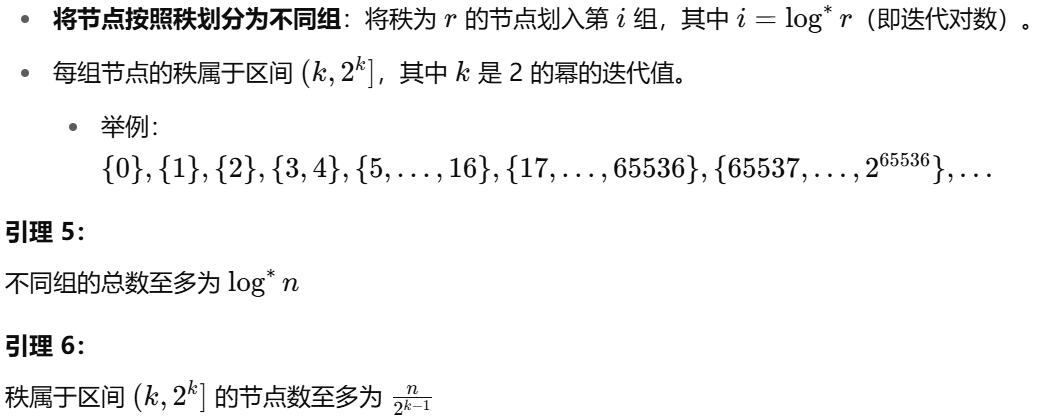 • 将节点按照秩划分为不同组：将秩为 r 的节点划入第 i 组，其中 i = log* r（即迭代对数）。
• 每组节点的秩属于区间 (k, 2^k]，其中 k 是 2 的幂的迭代值。
• 举例：
{0}, {1}, {2}, {3, 4}, {5, …, 16}, {17, …, 65536}, {65537, …, 2^65536}, …
引理 5：
不同组的总数至多为 log* n
引理 6：
秩属于区间 (k, 2^k] 的节点数至多为 n/2^(k−1)